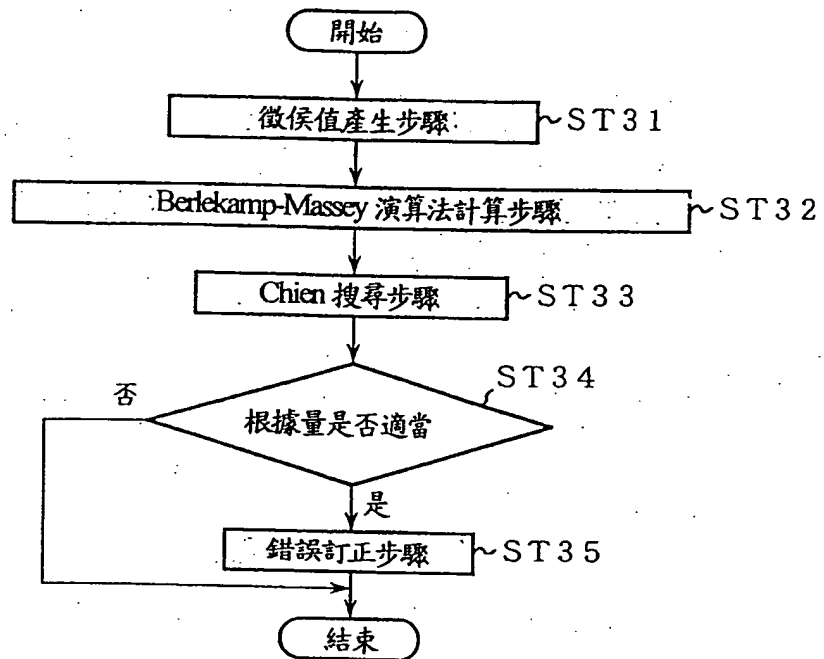 開始
徵侯值產生步驟
ST31
Berlekamp-Massey 演算法計算步驟
ST32
Chien 搜尋步驟
ST33
ST34
否
根據量是否適當
是
錯誤訂正步驟
ST35
結束